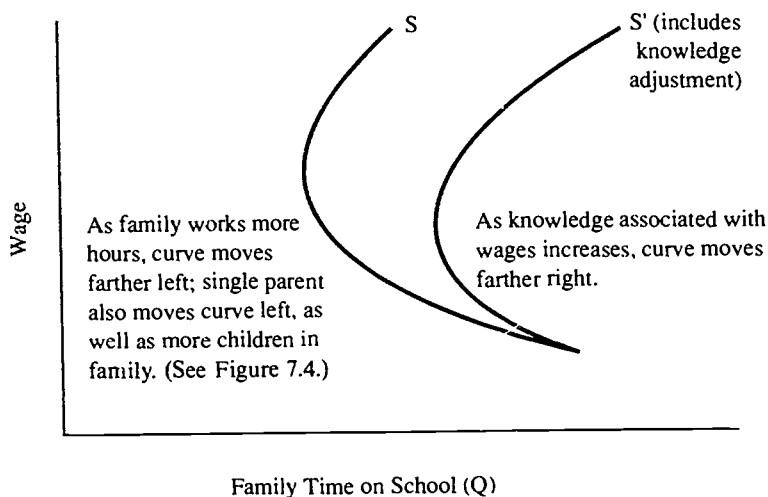 S
S' (includes
knowledge
adjustment)
Wage
As family works more
hours, curve moves
farther left; single parent
also moves curve left, as
well as more children in
family. (See Figure 7.4.)
As knowledge associated with
wages increases, curve moves
farther right.
Family Time on School (Q)